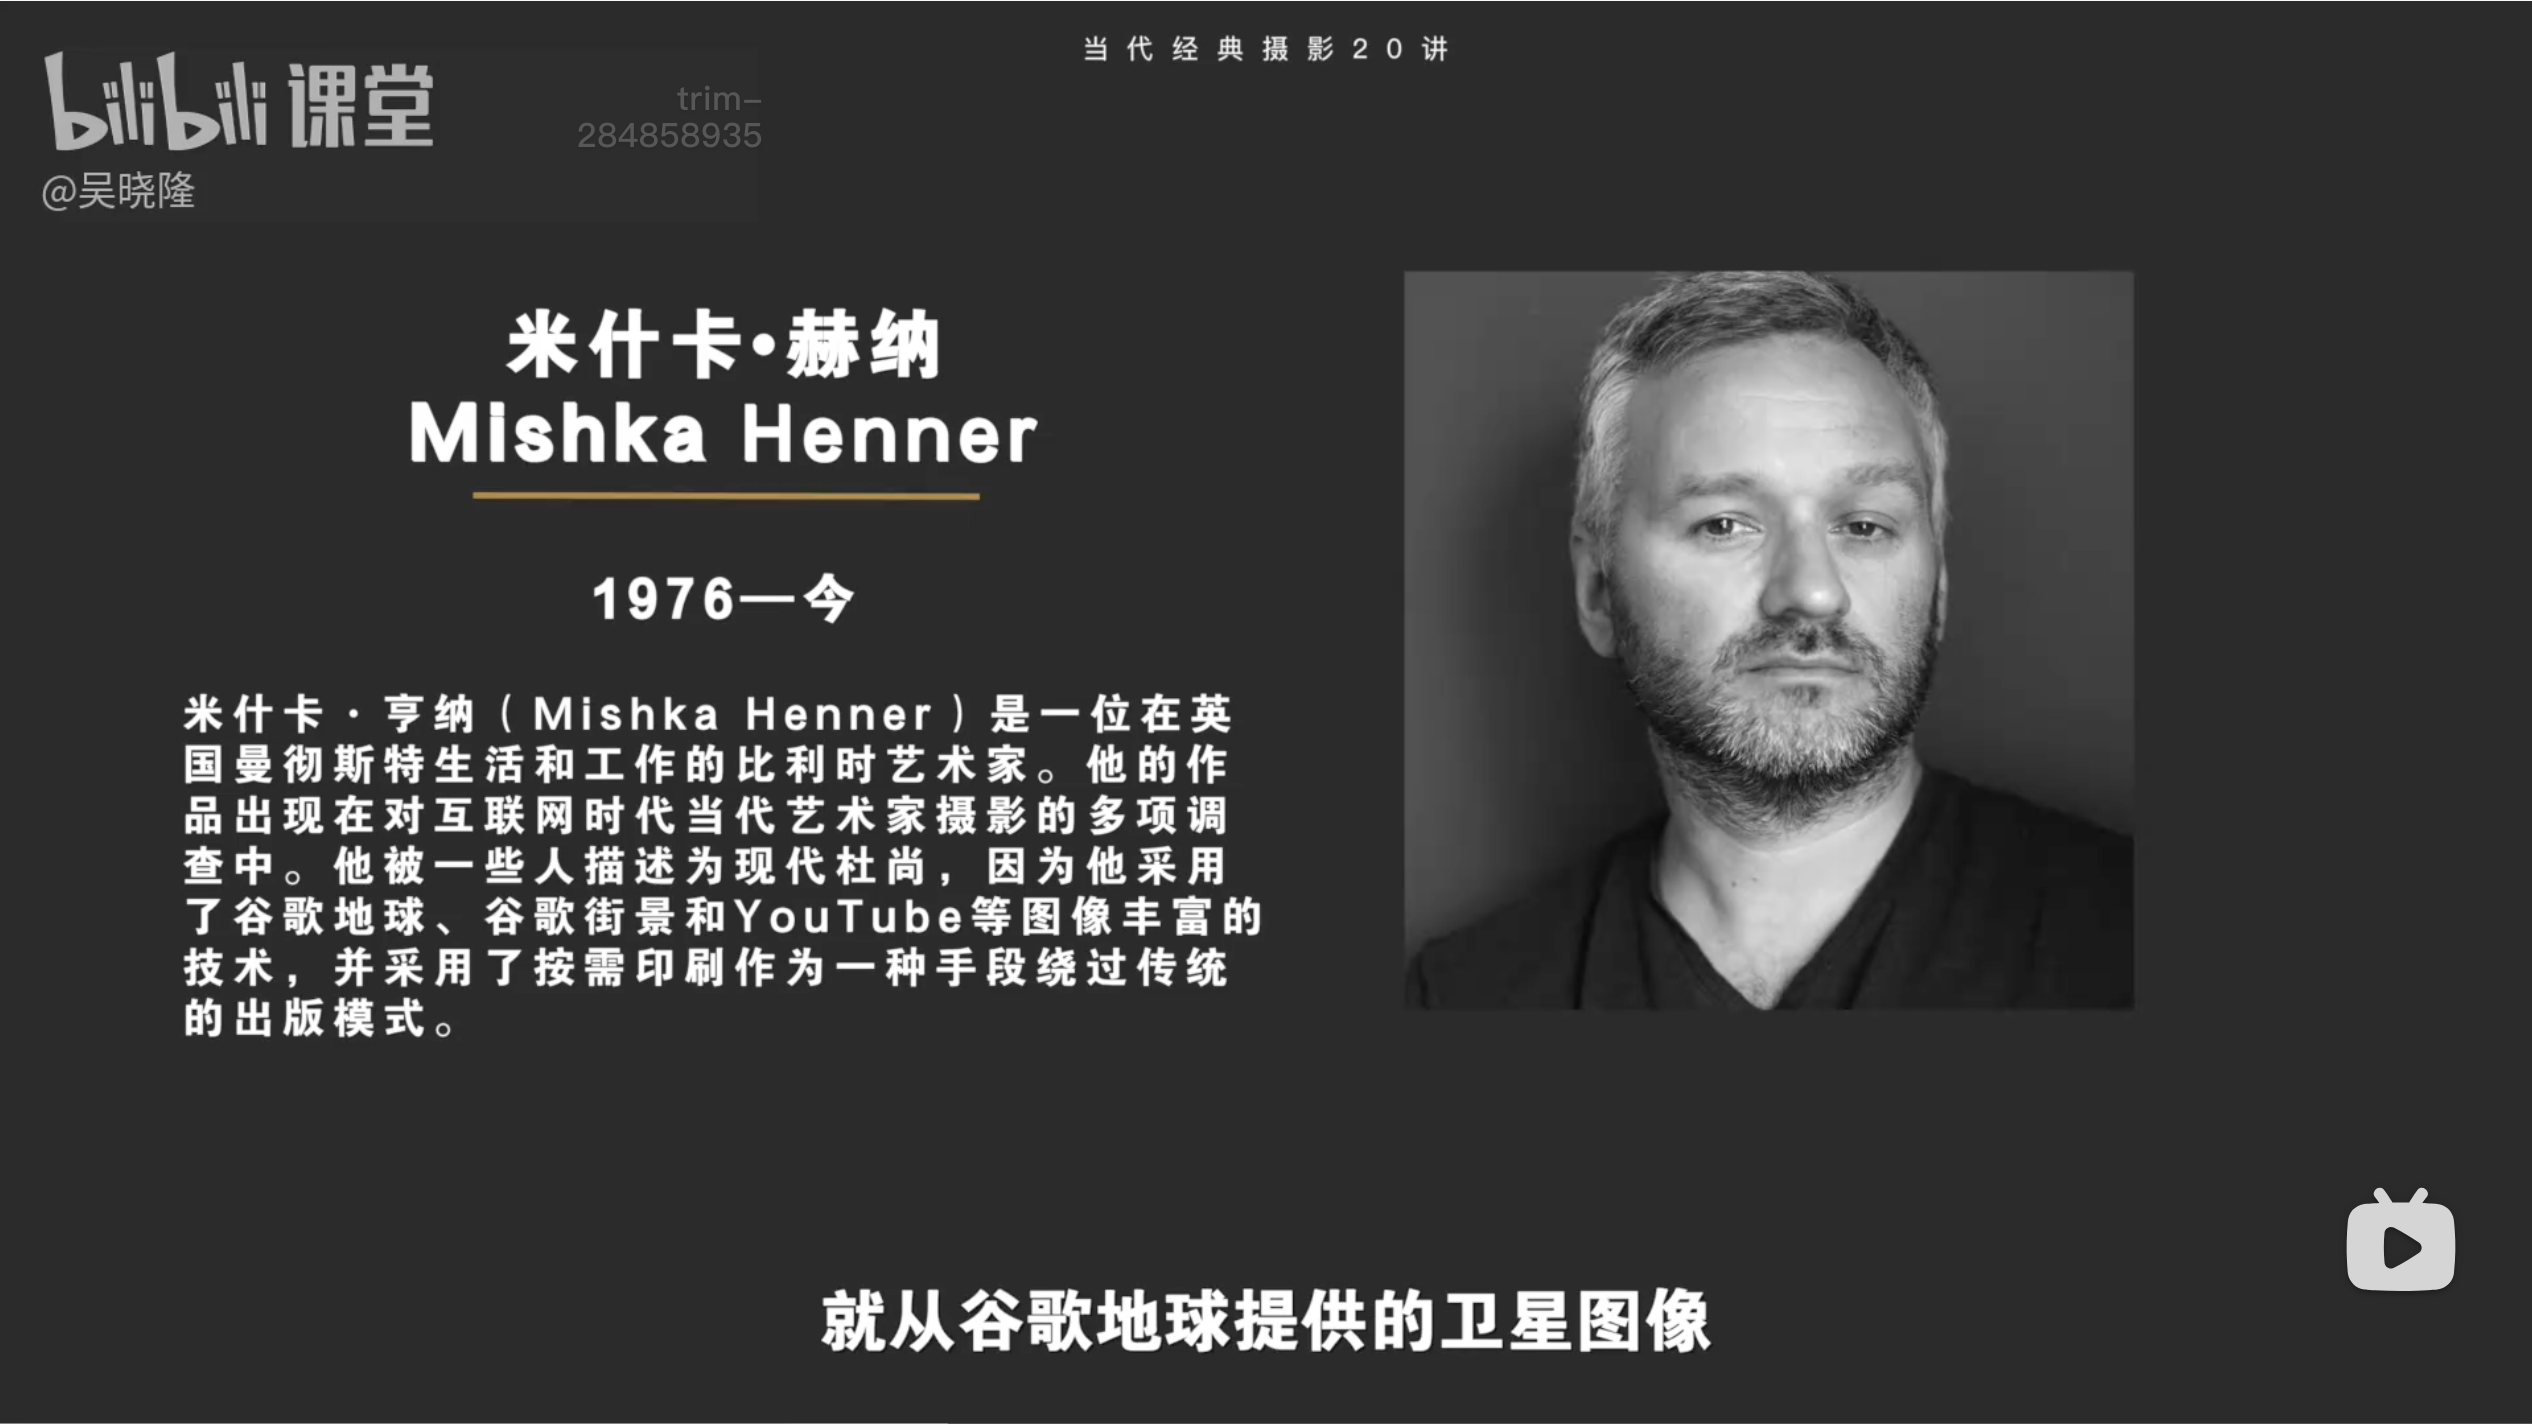 当代经典摄影20讲
bilibili 课堂
trim-
284858935
@吴晓隆
米什卡·赫纳
Mishka Henner
1976—今
米什卡·亨纳（Mishka Henner）是一位在英
国曼彻斯特生活和工作的比利时艺术家。他的作
品出现在对互联网时代当代艺术家摄影的多项调
查中。他被一些人描述为现代杜尚，因为他采用
了谷歌地球、谷歌街景和YouTube等图像丰富的
技术，并采用了按需印刷作为一种手段绕过传统
的出版模式。
就从谷歌地球提供的卫星图像